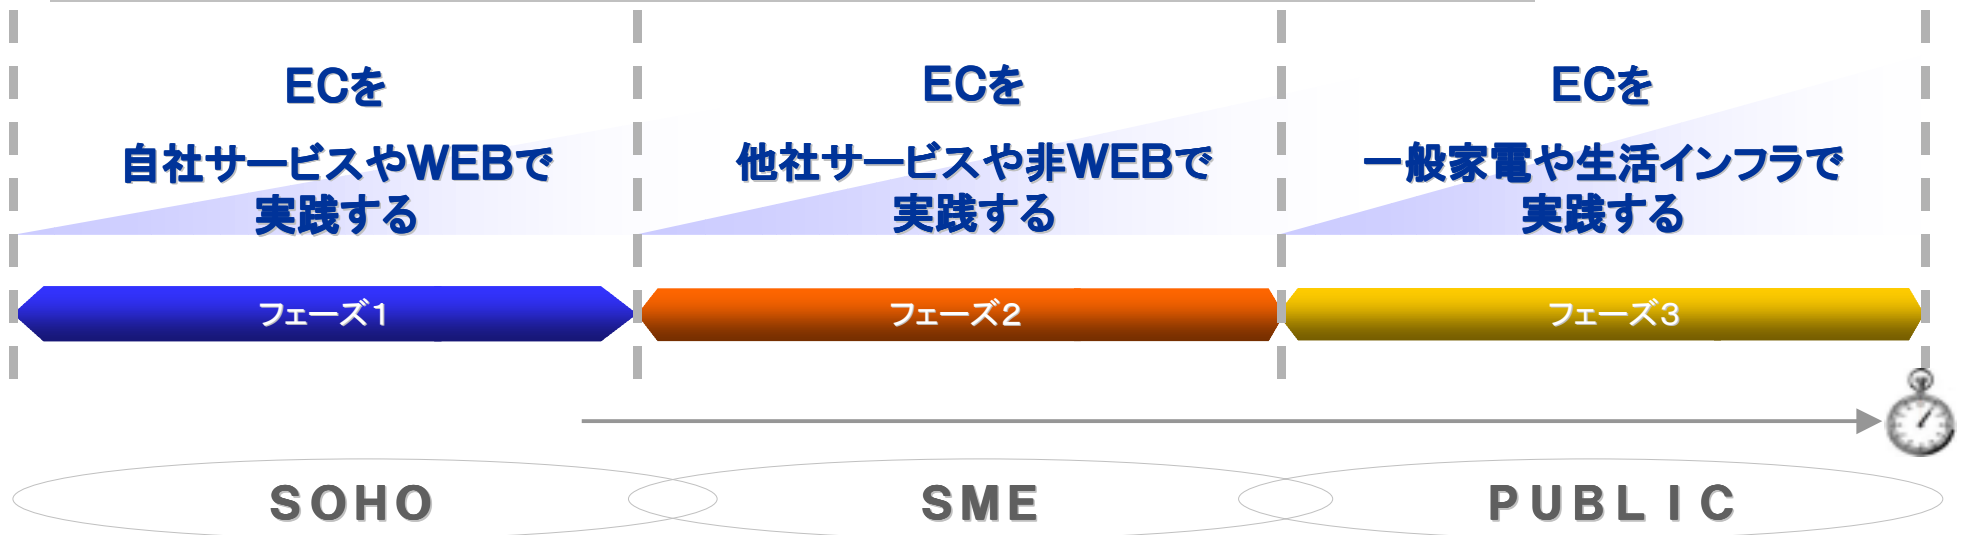 ECを
自社サービスやWEBで
実践する
ECを
他社サービスや非WEBで
実践する
ECを
一般家電や生活インフラで
実践する
フェーズ1
フェーズ2
フェーズ3
SOHO
SME
PUBLIC